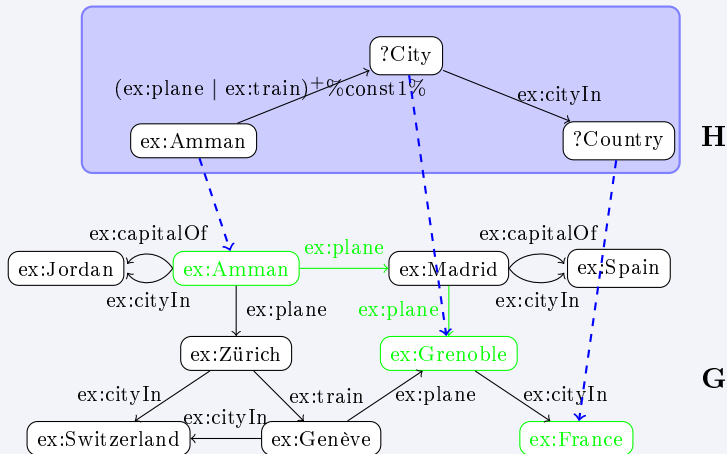 ?City
(ex:plane | ex:train)+%const1%
ex:cityIn
ex:Amman
?Country
H
ex:capitalOf
ex:capitalOf
ex:plane
ex:Jordan
ex:Amman
ex:Madrid
ex:Spain
ex:cityIn
ex:cityIn
ex:plane
ex:plane
ex:Zürich
ex:Grenoble
G
ex:cityIn
ex:train
ex:plane
ex:cityIn
ex:cityIn
ex:Switzerland
ex:Genève
ex:France